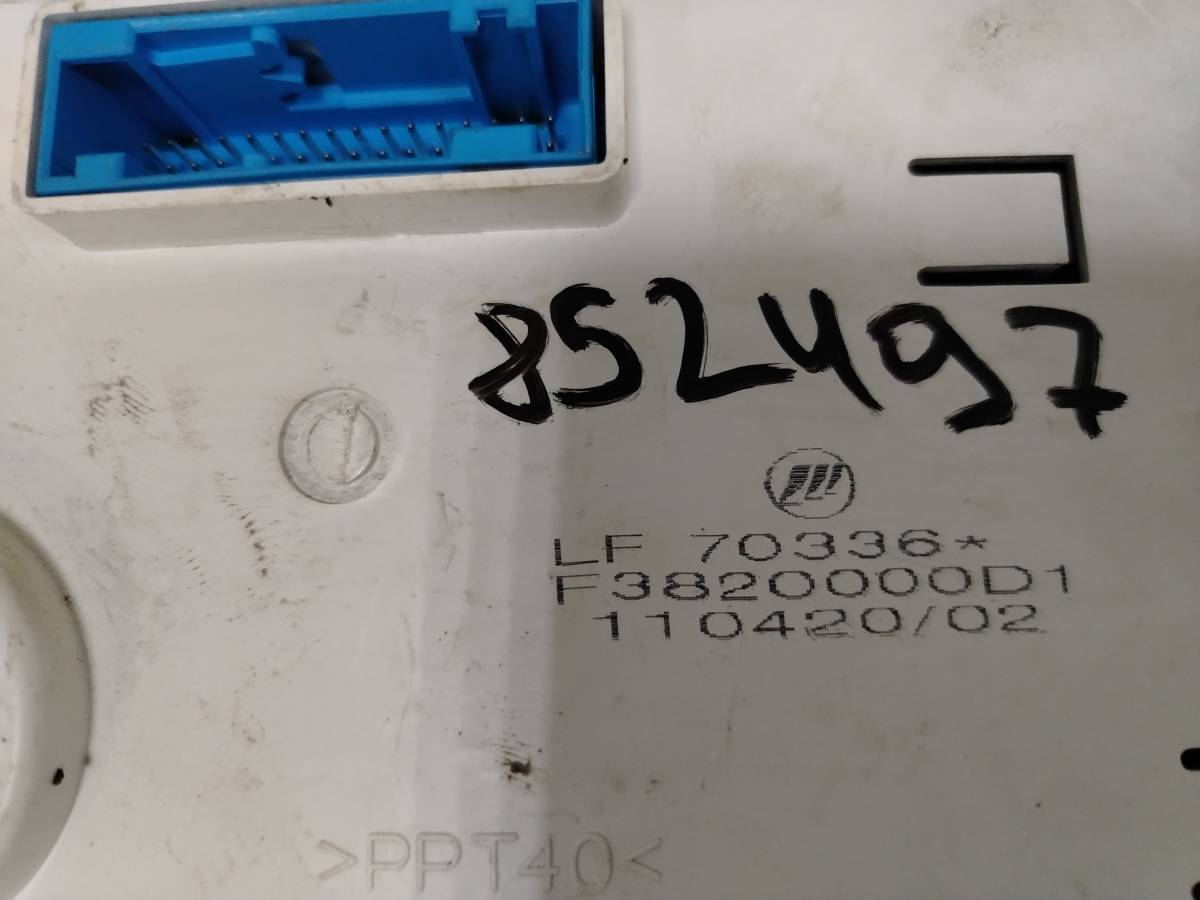 852497
LF 70336*
F3820000D1
110420/02
>PPT40<